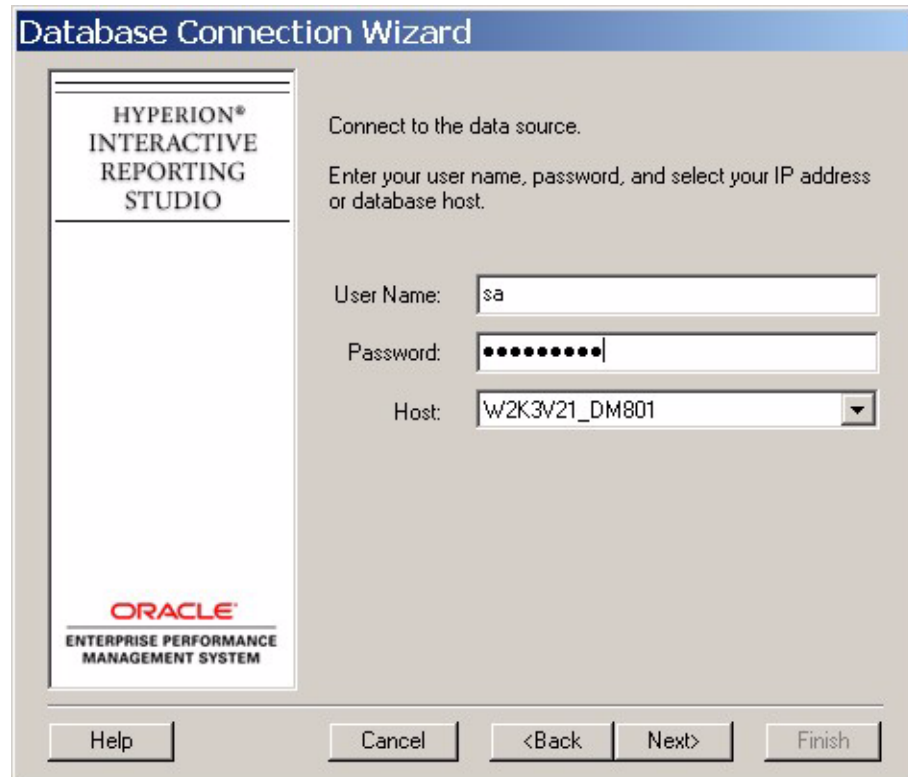 Database Connection Wizard
HYPERION®
INTERACTIVE
REPORTING
STUDIO
Connect to the data source.
Enter your user name, password, and select your IP address
or database host.
User Name: sa
Password: ●●●●●●●●●
Host: W2K3V21_DM801
ORACLE
ENTERPRISE PERFORMANCE
MANAGEMENT SYSTEM
Help Cancel <Back Next> Finish